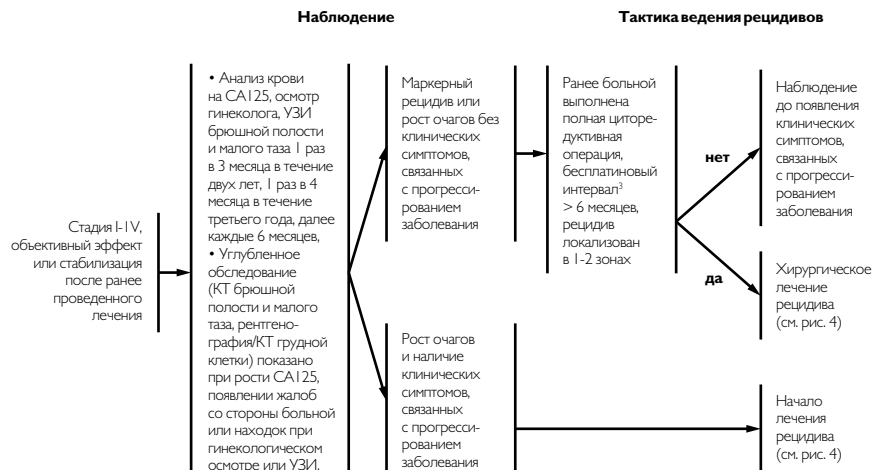 Наблюдение
Тактика ведения рецидивов
Стадия I-IV,
объективный эффект
или стабилизация
после ранее
проведенного
лечения
• Анализ крови
на СА125, осмотр
гинеколога, УЗИ
брюшной полости
и малого таза 1 раз
в 3 месяца в течение
двух лет, 1 раз в 4
месяца в течение
третьего года, далее
каждые 6 месяцев,
• Углубленное
обследование
(КТ брюшной
полости и малого
таза, рентгено-
графия/КТ грудной
клетки) показано
при росте СА125,
появлении жалоб
со стороны больной
или находок при
гинекологическом
осмотре или УЗИ.
Маркерный
рецидив или
рост очагов без
клинических
симптомов,
связанных
с прогресси-
рованием
заболевания
Рост очагов
и наличие
клинических
симптомов,
связанных
с прогресси-
рованием
заболевания
Ранее больной
выполнена
полная циторе-
дуктивная
операция,
бесплатиновый
интервал³
> 6 месяцев,
рецидив
локализован
в 1-2 зонах
нет
да
Наблюдение
до появления
клинических
симптомов,
связанных
с прогресси-
рованием
заболевания
Хирургическое
лечение
рецидива
(см. рис. 4)
Начало
лечения
рецидива
(см. рис. 4)